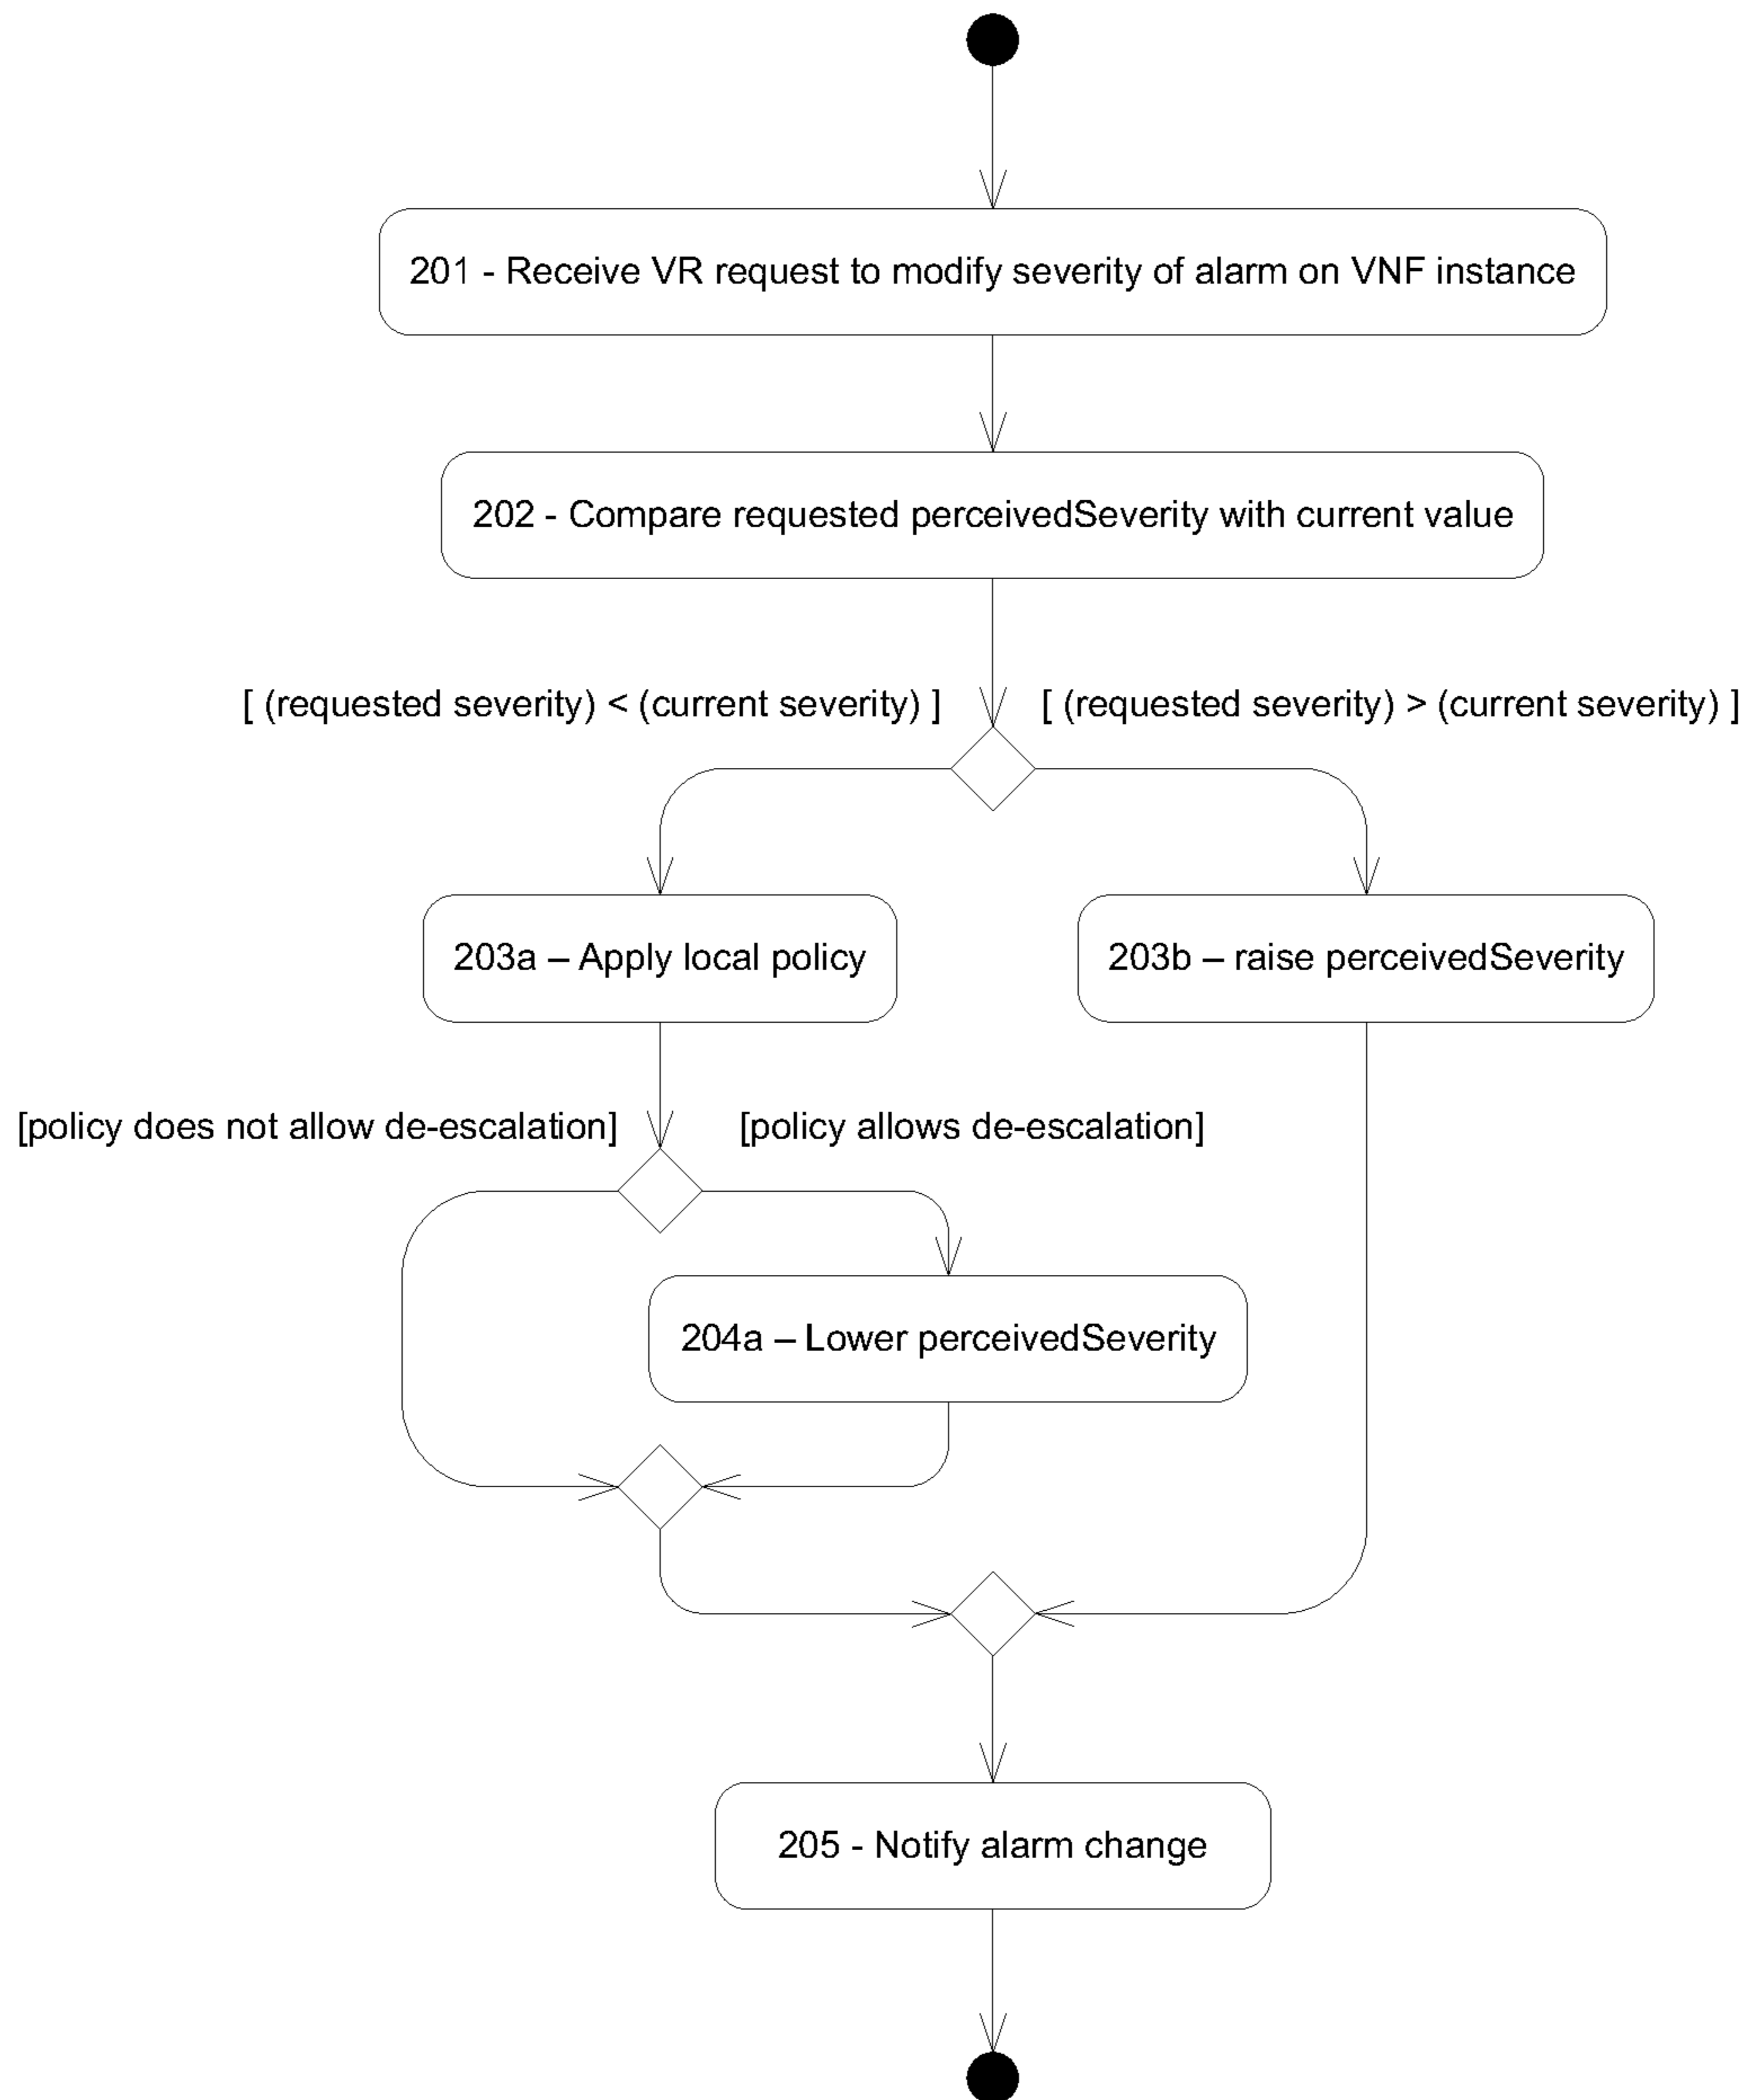 201 - Receive VR request to modify severity of alarm on VNF instance
202 - Compare requested perceivedSeverity with current value
[ (requested severity) < (current severity) ]
[ (requested severity) > (current severity) ]
203a – Apply local policy
203b – raise perceivedSeverity
[policy does not allow de-escalation]
[policy allows de-escalation]
204a – Lower perceivedSeverity
205 - Notify alarm change